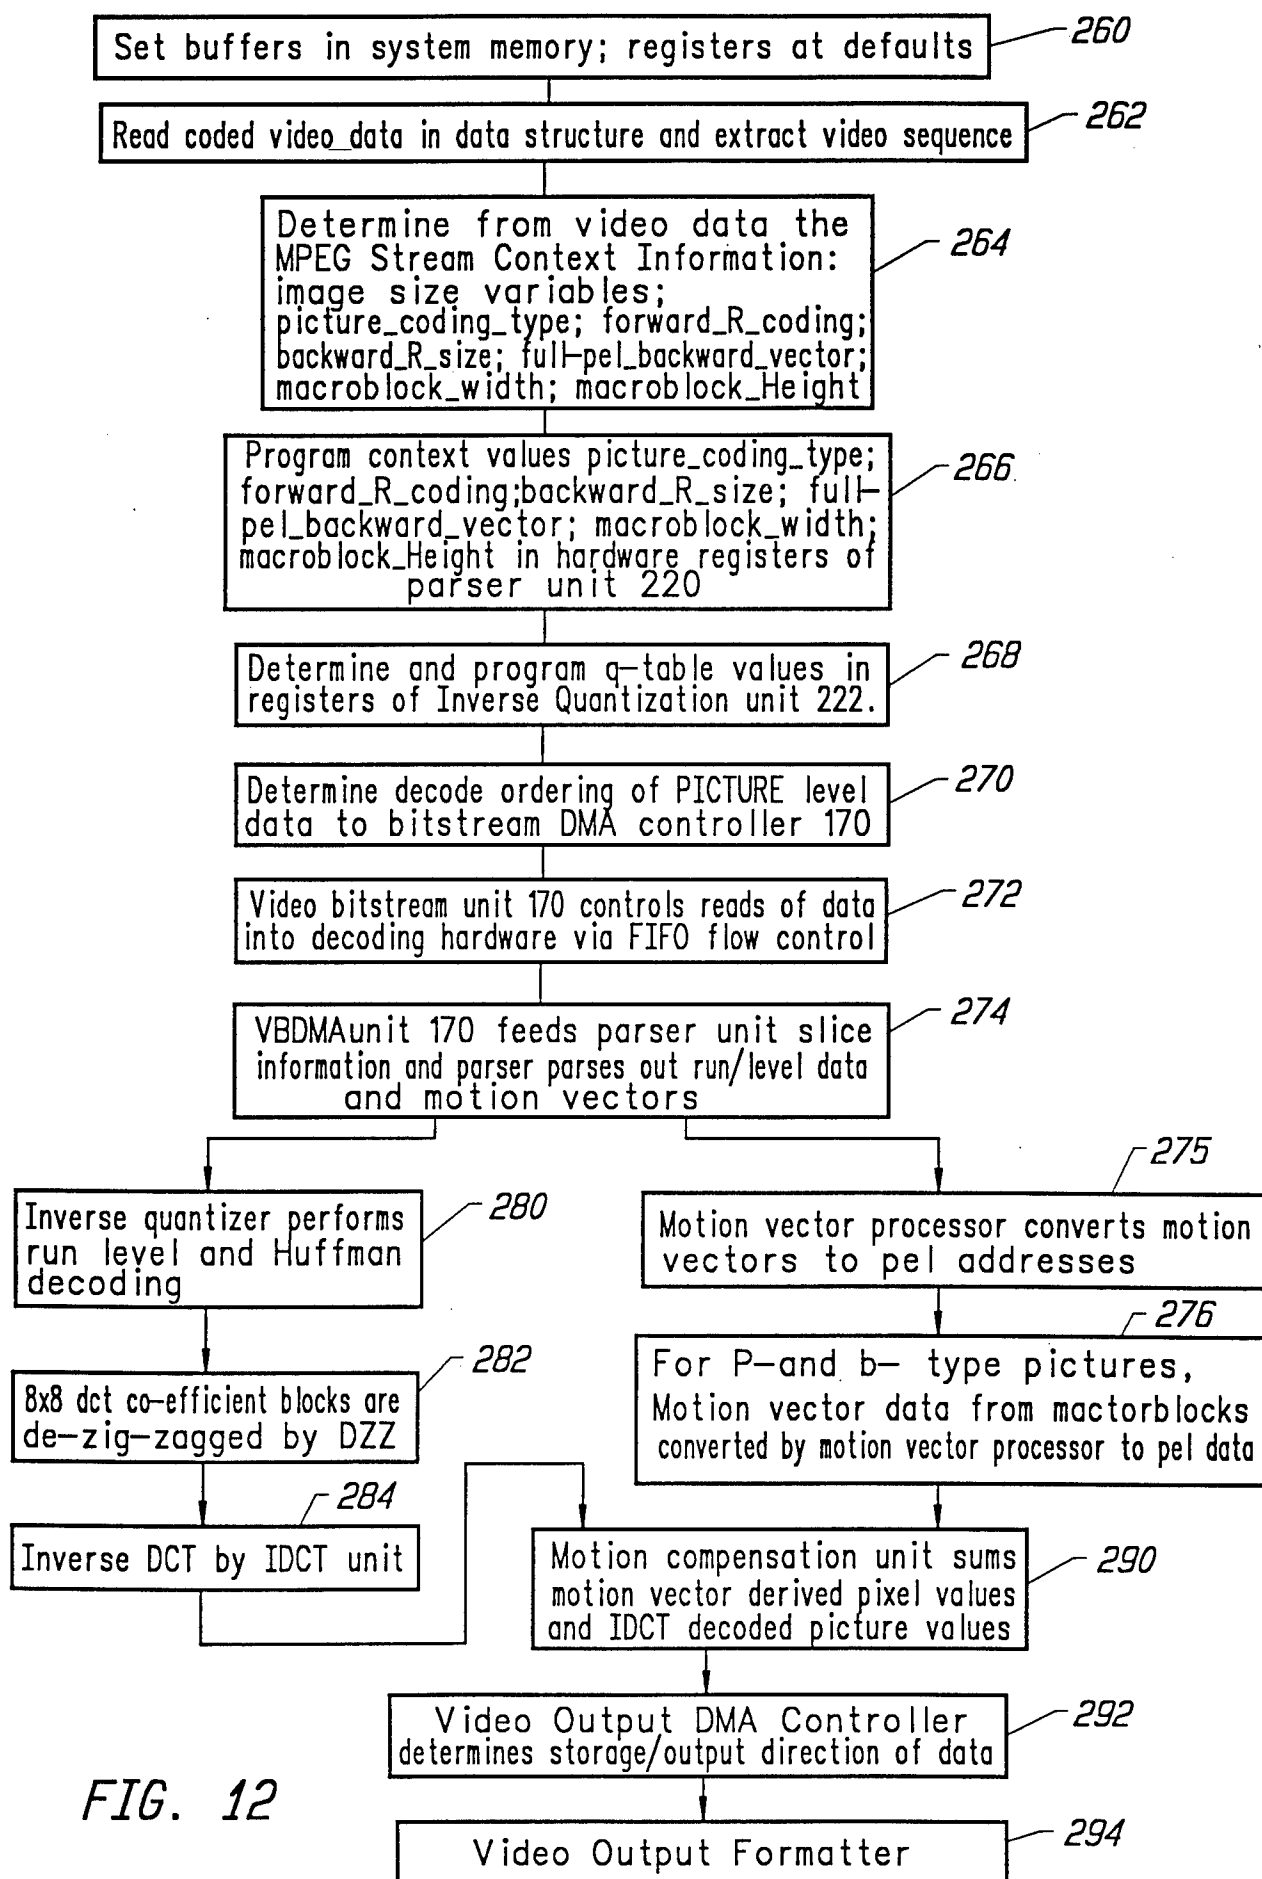 Set buffers in system memory; registers at defaults
260
Read coded video_data in data structure and extract video sequence
262
Determine from video data the
MPEG Stream Context Information:
image size variables;
picture_coding_type; forward_R_coding;
backward_R_size; full-pel_backward_vector;
macroblock_width; macroblock_Height
264
Program context values picture_coding_type;
forward_R_coding;backward_R_size; full-
pel_backward_vector; macroblock_width;
macroblock_Height in hardware registers of
parser unit 220
266
Determine and program q-table values in
registers of Inverse Quantization unit 222.
268
Determine decode ordering of PICTURE level
data to bitstream DMA controller 170
270
Video bitstream unit 170 controls reads of data
into decoding hardware via FIFO flow control
272
VBDMAunit 170 feeds parser unit slice
information and parser parses out run/level data
and motion vectors
274
Inverse quantizer performs
run level and Huffman
decoding
280
8x8 dct co-efficient blocks are
de-zig-zagged by DZZ
282
Inverse DCT by IDCT unit
284
Motion vector processor converts motion
vectors to pel addresses
275
For P-and b- type pictures,
Motion vector data from mactorblocks
converted by motion vector processor to pel data
276
Motion compensation unit sums
motion vector derived pixel values
and IDCT decoded picture values
290
Video Output DMA Controller
determines storage/output direction of data
292
Video Output Formatter
294
FIG. 12